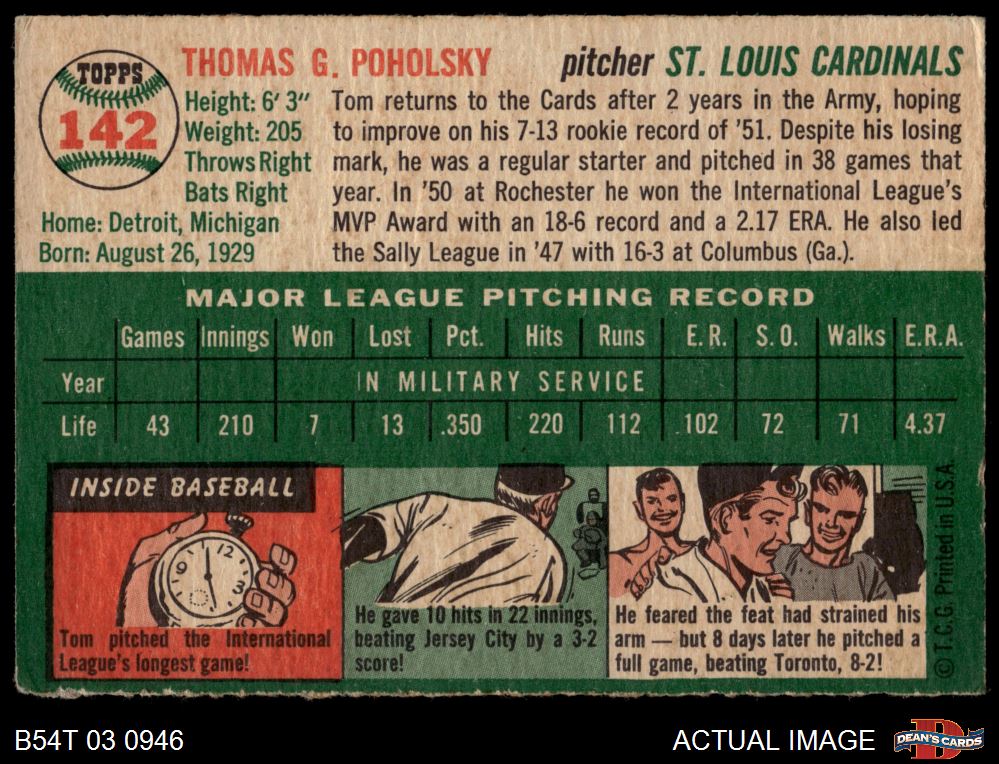 TOPPS
142
THOMAS G. POHOLSKY
pitcher ST. LOUIS CARDINALS
Height: 6' 3"
Weight: 205
Throws Right
Bats Right
Home: Detroit, Michigan
Born: August 26, 1929
Tom returns to the Cards after 2 years in the Army, hoping
to improve on his 7-13 rookie record of '51. Despite his losing
mark, he was a regular starter and pitched in 38 games that
year. In '50 at Rochester he won the International League's
MVP Award with an 18-6 record and a 2.17 ERA. He also led
the Sally League in '47 with 16-3 at Columbus (Ga.).
MAJOR LEAGUE PITCHING RECORD
Games Innings Won Lost Pct. Hits Runs E.R. S.O. Walks E.R.A.
Year IN MILITARY SERVICE
Life 43 210 7 13 .350 220 112 102 72 71 4.37
INSIDE BASEBALL
12
9
3
Tom pitched the International
League's longest game!
He gave 10 hits in 22 innings,
beating Jersey City by a 3-2
score!
He feared the feat had strained his
arm — but 8 days later he pitched a
full game, beating Toronto, 8-2!
© T.C.G. Printed in U.S.A.
B54T 03 0946
ACTUAL IMAGE
D
DEAN'S CARDS